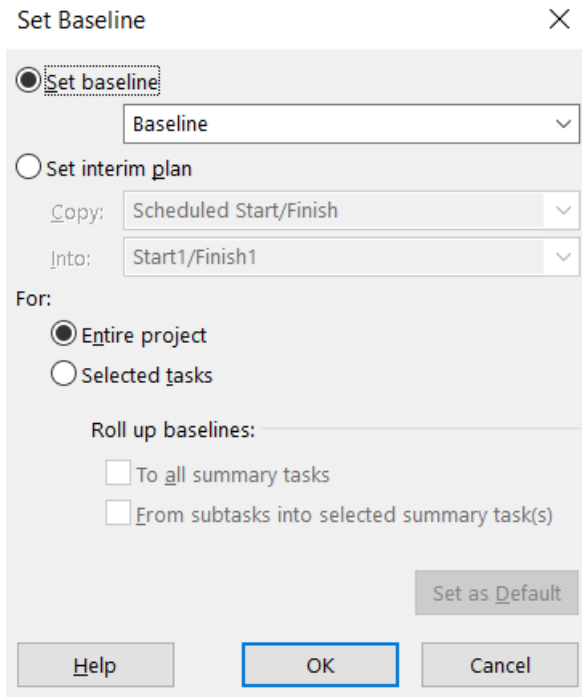 Set Baseline
Set baseline
Baseline
Set interim plan
Copy: Scheduled Start/Finish
Into: Start1/Finish1
For:
Entire project
Selected tasks
Roll up baselines:
To all summary tasks
From subtasks into selected summary task(s)
Set as Default
Help OK Cancel